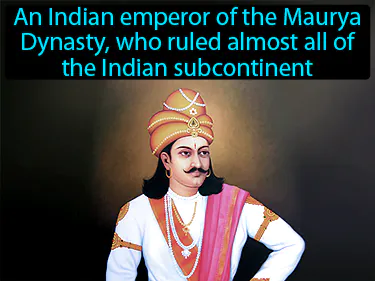 An Indian emperor of the Maurya
Dynasty, who ruled almost all of
the Indian subcontinent